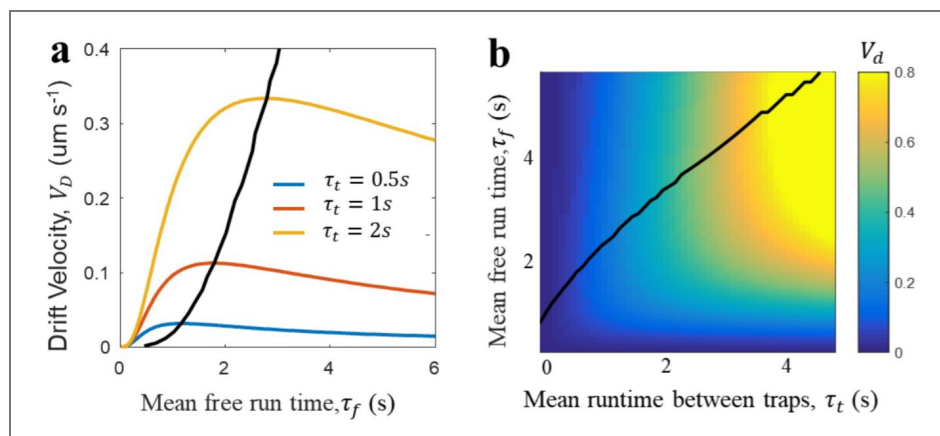 a
0.4
0.3
0.2
0.1
0
Drift Velocity, V_D (um s⁻¹)
τ_t = 0.5s
τ_t = 1s
τ_t = 2s
0 2 4 6
Mean free run time,τ_f (s)
b
V_d
0.8
0.6
0.4
0.2
0
4
2
Mean free run time,τ_f (s)
0 2 4
Mean runtime between traps, τ_t (s)